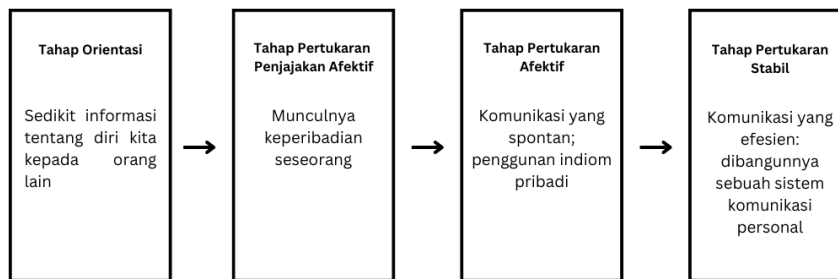 Tahap Orientasi
Sedikit informasi
tentang diri kita
kepada orang
lain
Tahap Pertukaran
Penjajakan Afektif
Munculnya
keperibadian
seseorang
Tahap Pertukaran
Afektif
Komunikasi yang
spontan;
penggunan indiom
pribadi
Tahap Pertukaran
Stabil
Komunikasi yang
efesien:
dibangunnya
sebuah sistem
komunikasi
personal